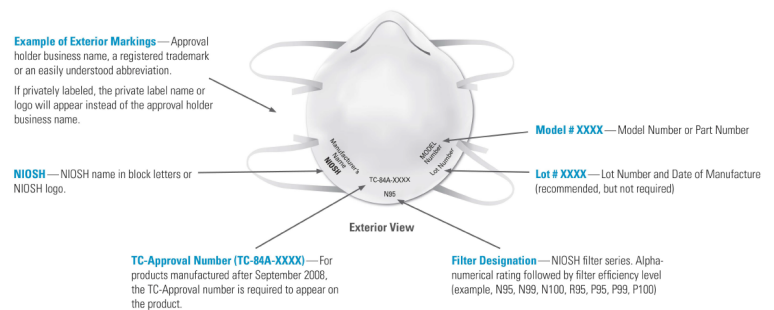 Example of Exterior Markings—Approval
holder business name, a registered trademark
or an easily understood abbreviation.
If privately labeled, the private label name or
logo will appear instead of the approval holder
business name.
Manufacturer's
Name
NIOSH
MODEL
Number
Lot Number
TC-84A-XXXX
N95
Model # XXXX—Model Number or Part Number
NIOSH—NIOSH name in block letters or
NIOSH logo.
Lot # XXXX—Lot Number and Date of Manufacture
(recommended, but not required)
Exterior View
TC-Approval Number (TC-84A-XXXX)—For
products manufactured after September 2008,
the TC-Approval number is required to appear on
the product.
Filter Designation—NIOSH filter series. Alpha-
numerical rating followed by filter efficiency level
(example, N95, N99, N100, R95, P95, P99, P100)